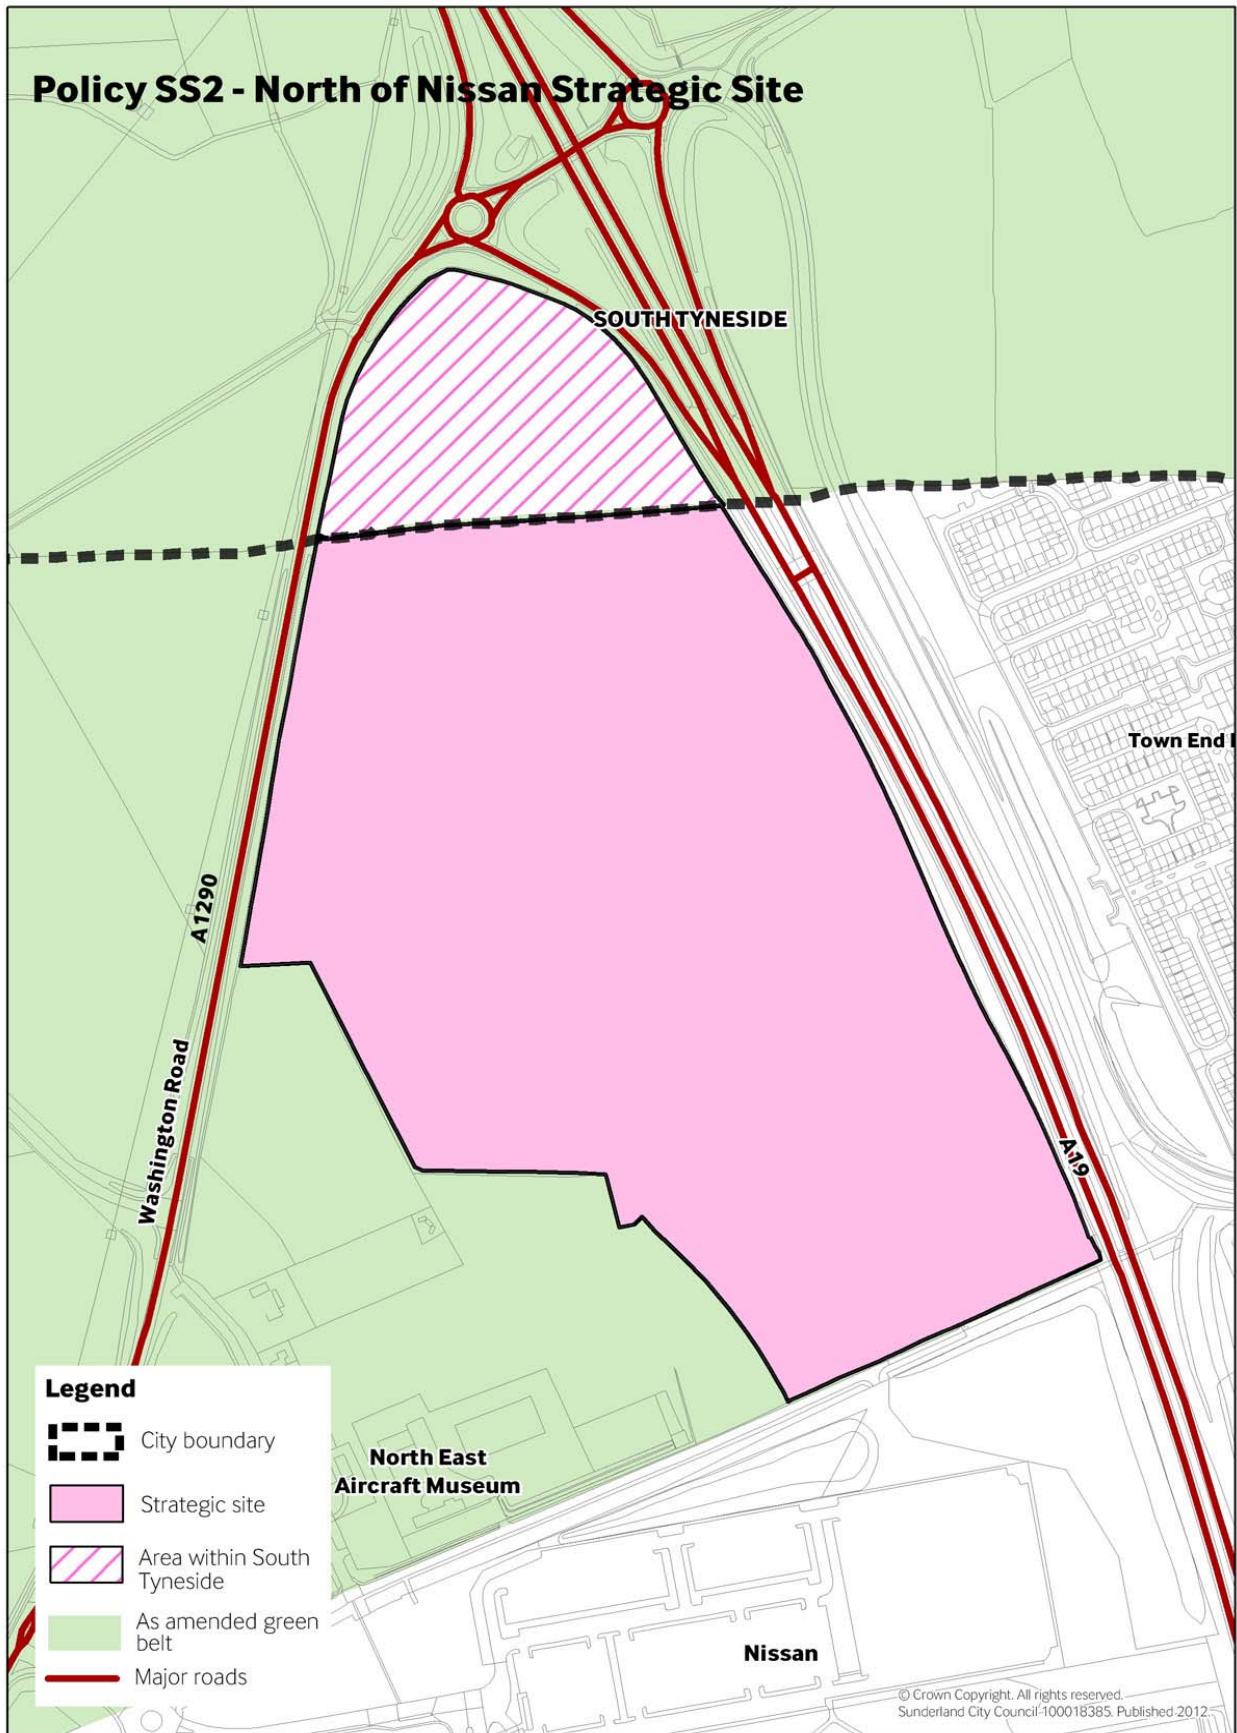 Policy SS2 - North of Nissan Strategic Site
SOUTH TYNESIDE
Town End
A1290
Washington Road
A19
North East
Aircraft Museum
Nissan
Legend
City boundary
Strategic site
Area within South
Tyneside
As amended green
belt
Major roads
© Crown Copyright. All rights reserved.
Sunderland City Council 100018385. Published 2012.